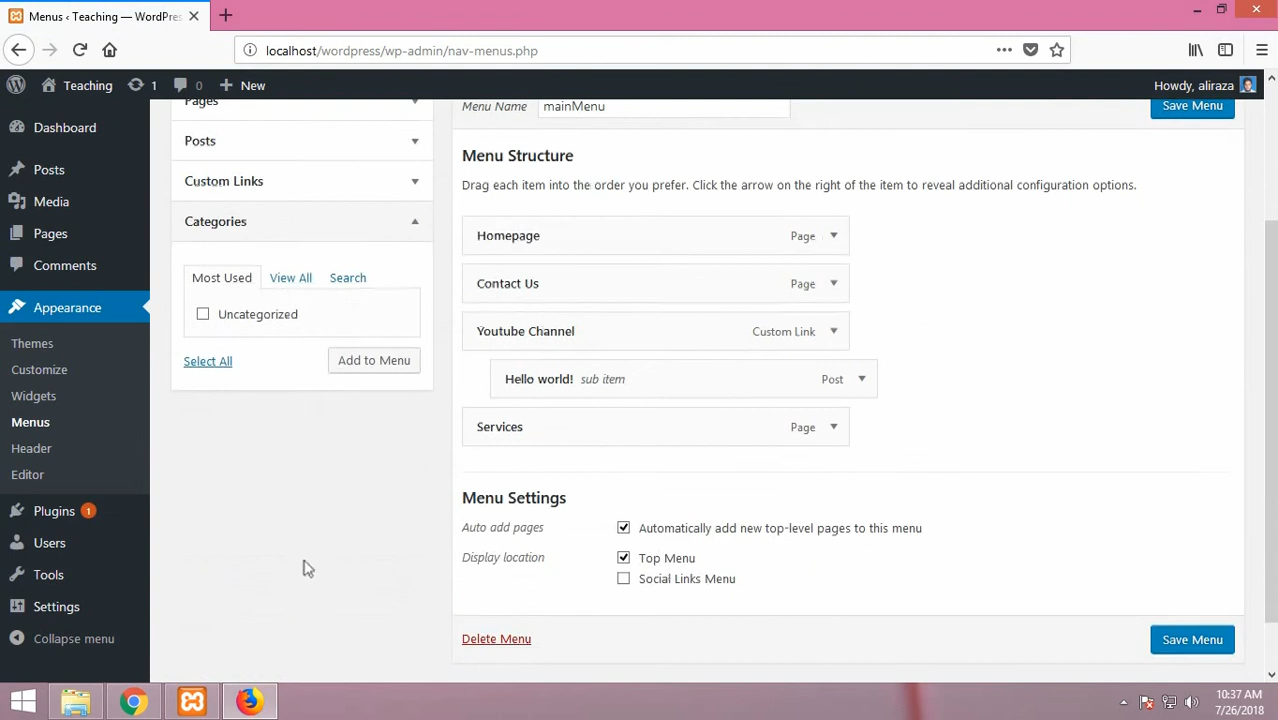 Menus ‹ Teaching — WordPres
localhost/wordpress/wp-admin/nav-menus.php
Teaching
1
0
New
Howdy, aliraza
Dashboard
Posts
Media
Pages
Comments
Appearance
Themes
Customize
Widgets
Menus
Header
Editor
Plugins 1
Users
Tools
Settings
Collapse menu
Pages
Posts
Custom Links
Categories
Most Used
View All
Search
Uncategorized
Select All
Add to Menu
Menu Name
mainMenu
Save Menu
Menu Structure
Drag each item into the order you prefer. Click the arrow on the right of the item to reveal additional configuration options.
Homepage Page
Contact Us Page
Youtube Channel Custom Link
Hello world! sub item Post
Services Page
Menu Settings
Auto add pages
Automatically add new top-level pages to this menu
Display location
Top Menu
Social Links Menu
Delete Menu
Save Menu
10:37 AM
7/26/2018